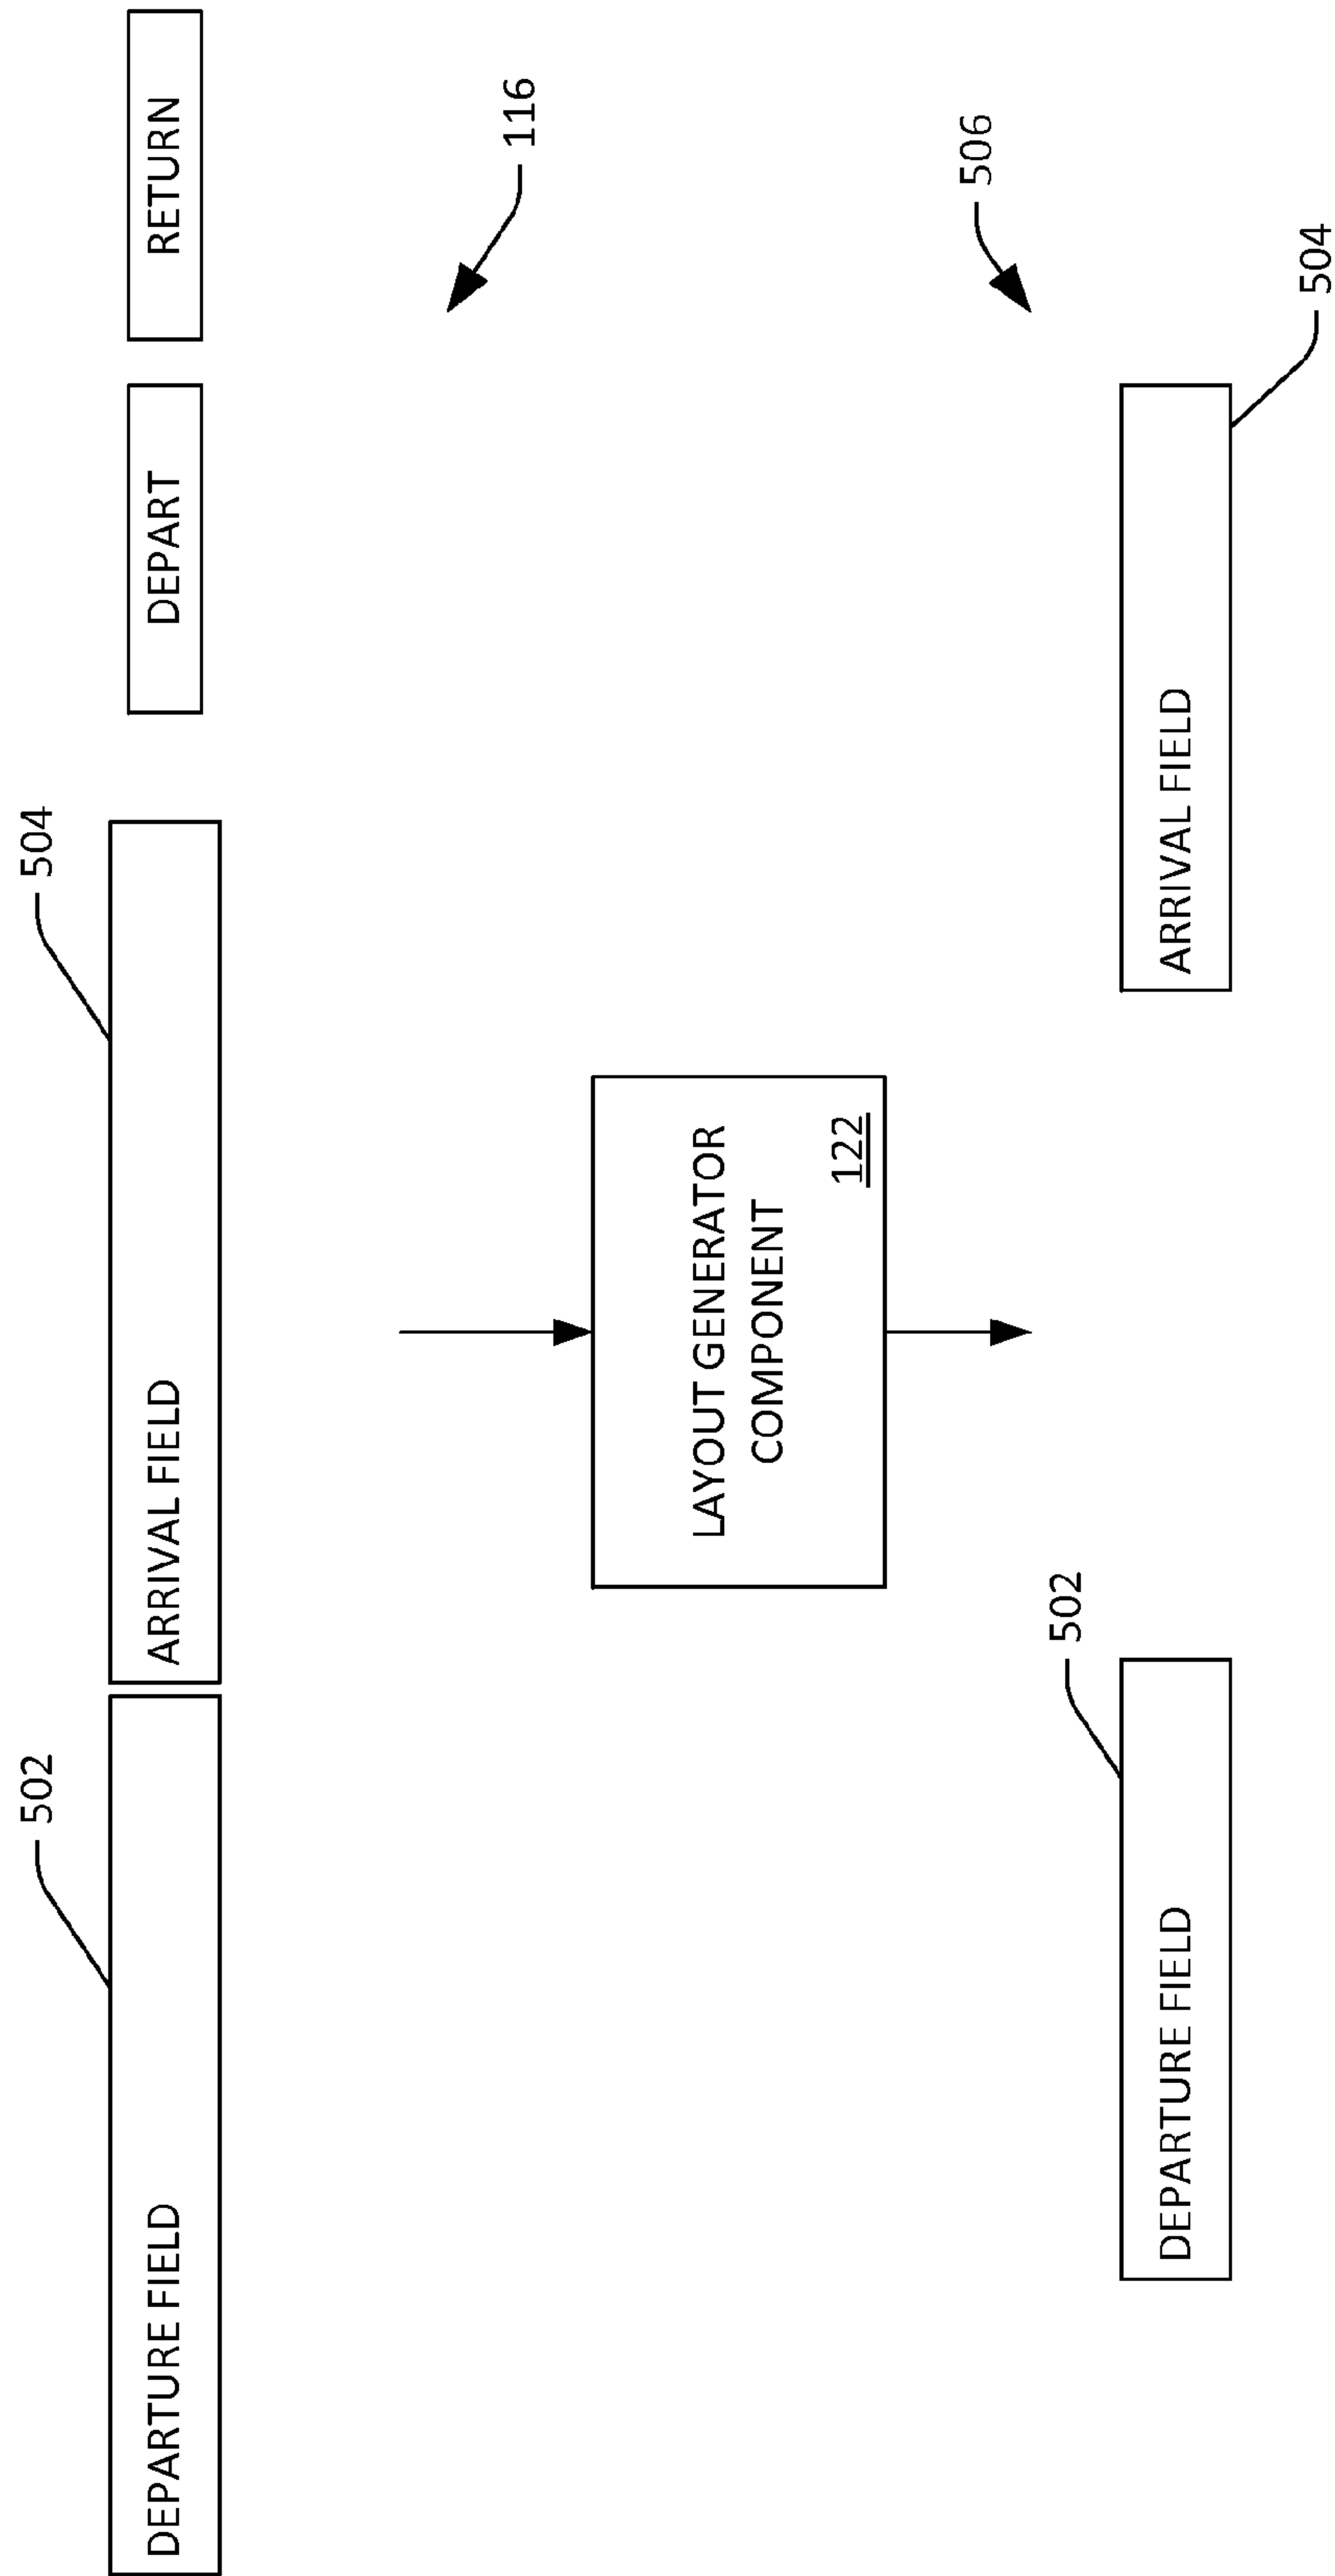 502
504
DEPARTURE FIELD
ARRIVAL FIELD
DEPART
RETURN
116
LAYOUT GENERATOR
COMPONENT
122
506
502
DEPARTURE FIELD
ARRIVAL FIELD
504